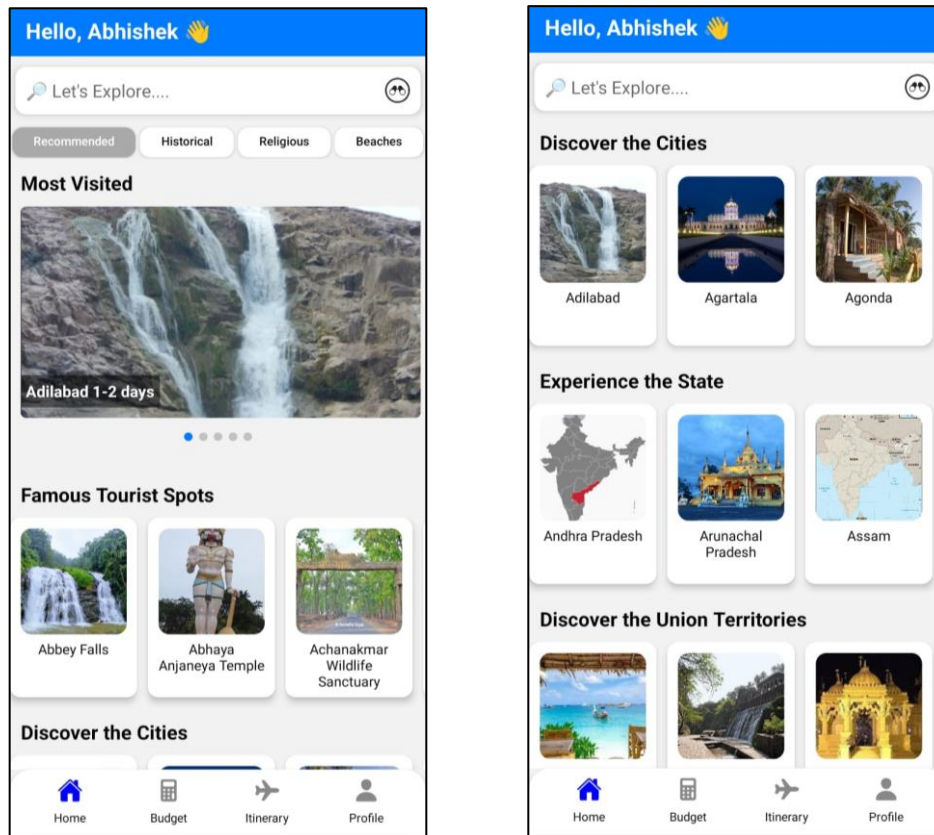 Hello, Abhishek 👋
🔎 Let's Explore....
Recommended
Historical
Religious
Beaches
Most Visited
Adilabad 1-2 days
Famous Tourist Spots
Abbey Falls
Abhaya
Anjaneya Temple
Achanakmar
Wildlife
Sanctuary
Discover the Cities
Home
Budget
Itinerary
Profile
Hello, Abhishek 👋
🔎 Let's Explore....
Discover the Cities
Adilabad
Agartala
Agonda
Experience the State
Andhra Pradesh
Arunachal
Pradesh
Assam
Discover the Union Territories
Home
Budget
Itinerary
Profile